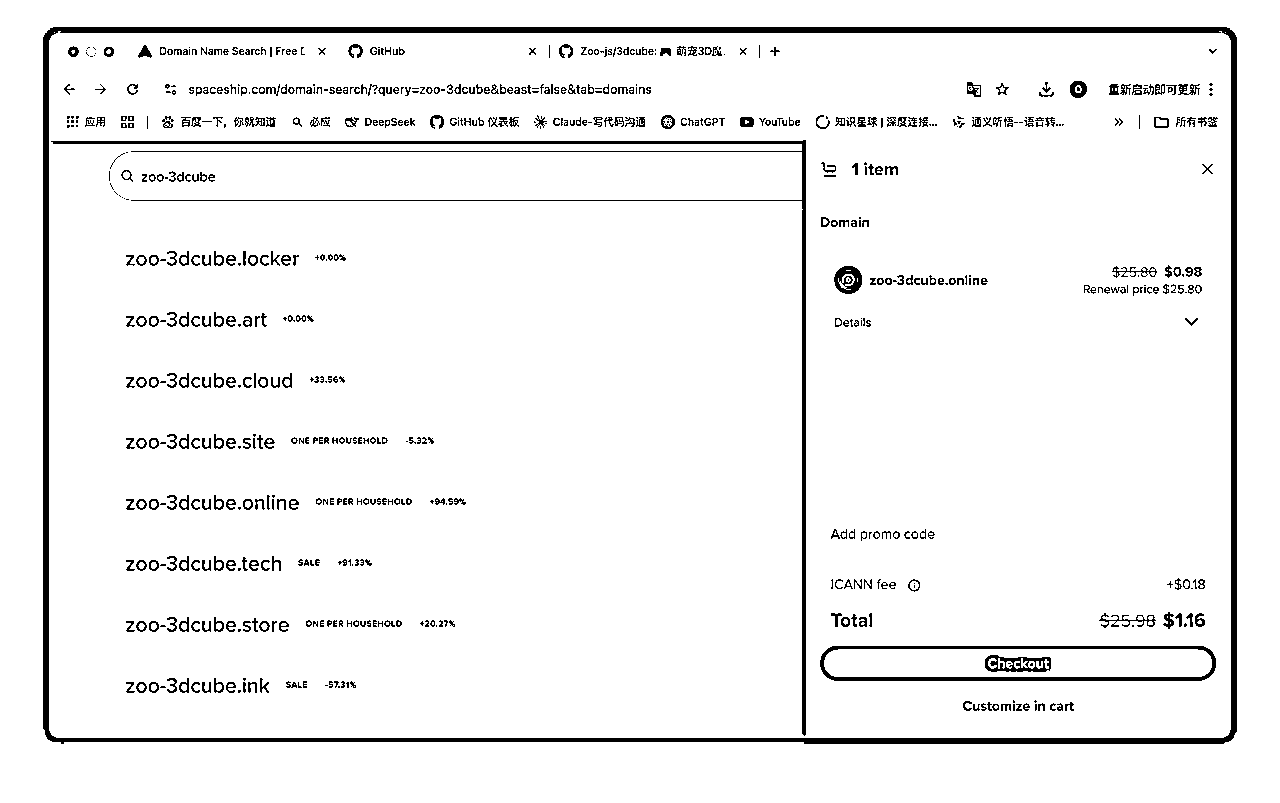 Domain Name Search | Free D
GitHub
Zoo-js/3dcube: 🎮 萌宠3D魔
spaceship.com/domain-search/?query=zoo-3dcube&beast=false&tab=domains
重新启动即可更新
应用
百度一下，你就知道
必应
DeepSeek
GitHub 仪表板
Claude-写代码沟通
ChatGPT
YouTube
知识星球 | 深度连接...
通义听悟--语音转...
所有书签
zoo-3dcube
zoo-3dcube.locker +0.00%
zoo-3dcube.art +0.00%
zoo-3dcube.cloud +33.56%
zoo-3dcube.site ONE PER HOUSEHOLD -5.32%
zoo-3dcube.online ONE PER HOUSEHOLD +94.59%
zoo-3dcube.tech SALE +91.33%
zoo-3dcube.store ONE PER HOUSEHOLD +20.27%
zoo-3dcube.ink SALE -57.31%
1 item
Domain
zoo-3dcube.online
$25.80 $0.98
Renewal price $25.80
Details
Add promo code
ICANN fee +$0.18
Total $25.98 $1.16
Checkout
Customize in cart